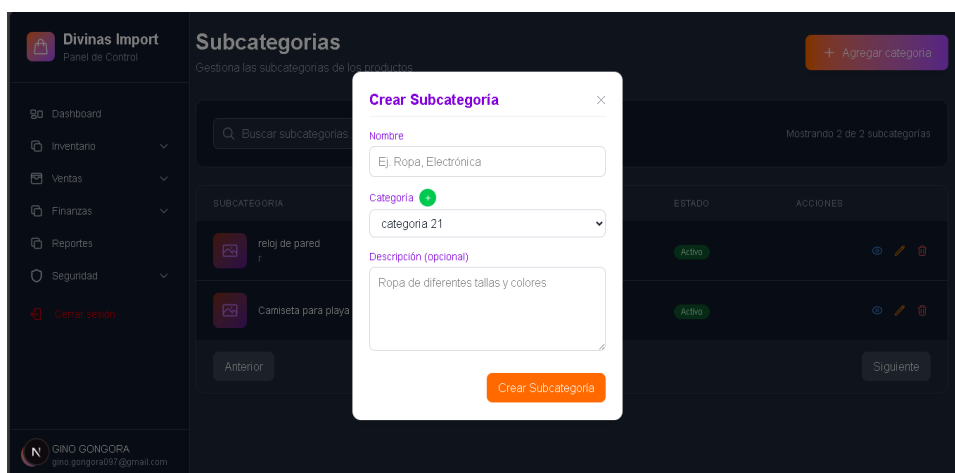 Divinas Import
Panel de Control
Dashboard
Inventario
Ventas
Finanzas
Reportes
Seguridad
Cerrar sesión
N
GINO GONGORA
gino.gongora097@gmail.com
Subcategorias
Gestiona las subcategorias de los productos
+ Agregar categoria
Buscar subcategorias
Mostrando 2 de 2 subcategorías
SUBCATEGORIA
ESTADO
ACCIONES
reloj de pared
r
Activo
Camiseta para playa
Activo
Anterior
Siguiente
Crear Subcategoría
Nombre
Ej. Ropa, Electrónica
Categoría +
categoria 21
Descripción (opcional)
Ropa de diferentes tallas y colores
Crear Subcategoría